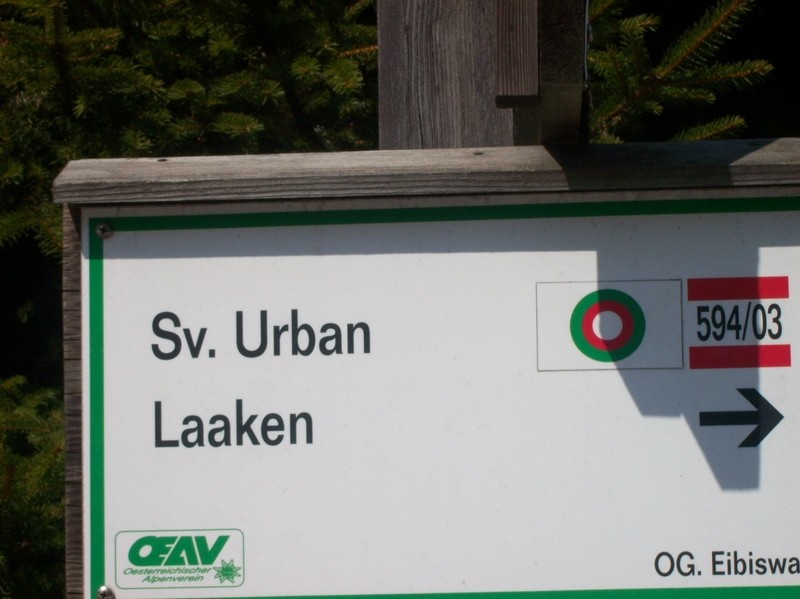 Sv. Urban
594/03
Laaken
OEAV
Oesterreichischer
Alpenverein
OG. Eibiswa